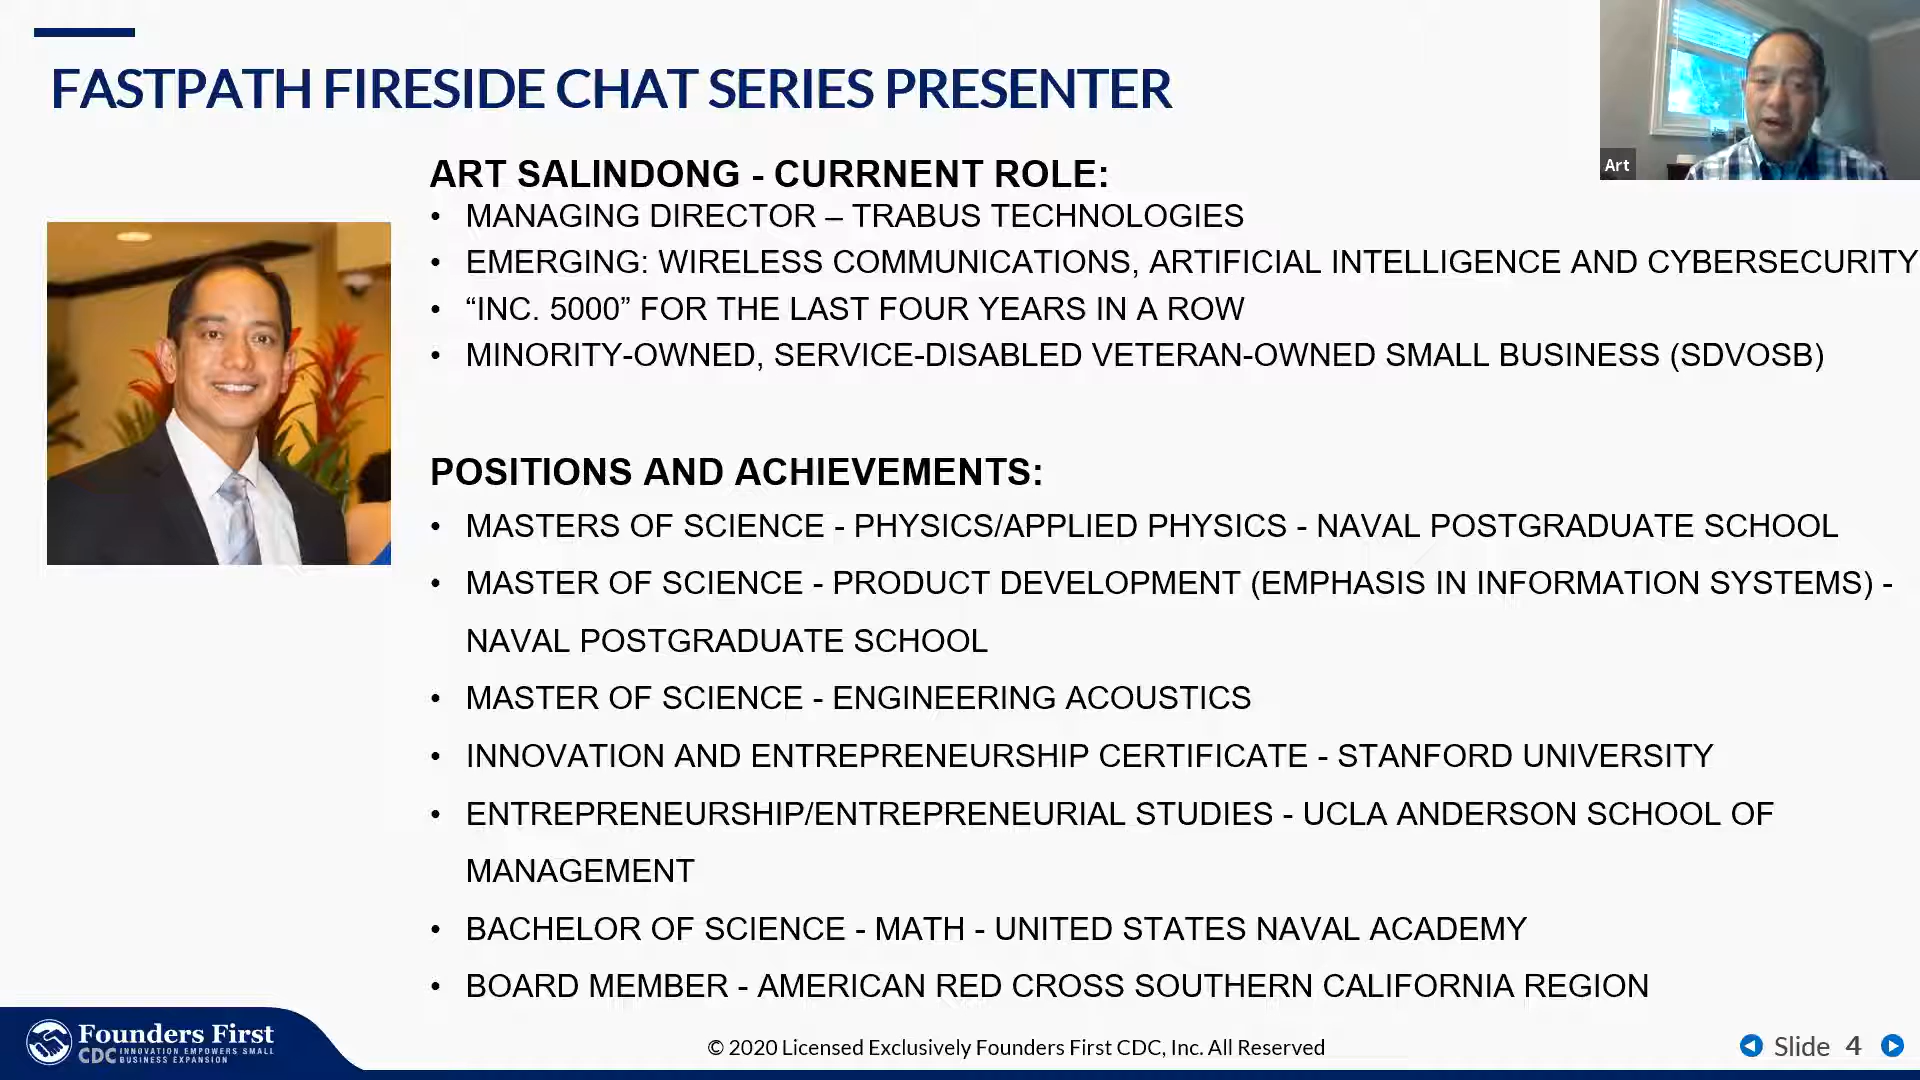 FASTPATH FIRESIDE CHAT SERIES PRESENTER
Art
ART SALINDONG - CURRNENT ROLE:
• MANAGING DIRECTOR – TRABUS TECHNOLOGIES
• EMERGING: WIRELESS COMMUNICATIONS, ARTIFICIAL INTELLIGENCE AND CYBERSECURITY
• “INC. 5000” FOR THE LAST FOUR YEARS IN A ROW
• MINORITY-OWNED, SERVICE-DISABLED VETERAN-OWNED SMALL BUSINESS (SDVOSB)
POSITIONS AND ACHIEVEMENTS:
• MASTERS OF SCIENCE - PHYSICS/APPLIED PHYSICS - NAVAL POSTGRADUATE SCHOOL
• MASTER OF SCIENCE - PRODUCT DEVELOPMENT (EMPHASIS IN INFORMATION SYSTEMS) -
NAVAL POSTGRADUATE SCHOOL
• MASTER OF SCIENCE - ENGINEERING ACOUSTICS
• INNOVATION AND ENTREPRENEURSHIP CERTIFICATE - STANFORD UNIVERSITY
• ENTREPRENEURSHIP/ENTREPRENEURIAL STUDIES - UCLA ANDERSON SCHOOL OF
MANAGEMENT
• BACHELOR OF SCIENCE - MATH - UNITED STATES NAVAL ACADEMY
• BOARD MEMBER - AMERICAN RED CROSS SOUTHERN CALIFORNIA REGION
Founders First
CDC INNOVATION EMPOWERS SMALL
BUSINESS EXPANSION
© 2020 Licensed Exclusively Founders First CDC, Inc. All Reserved
Slide 4